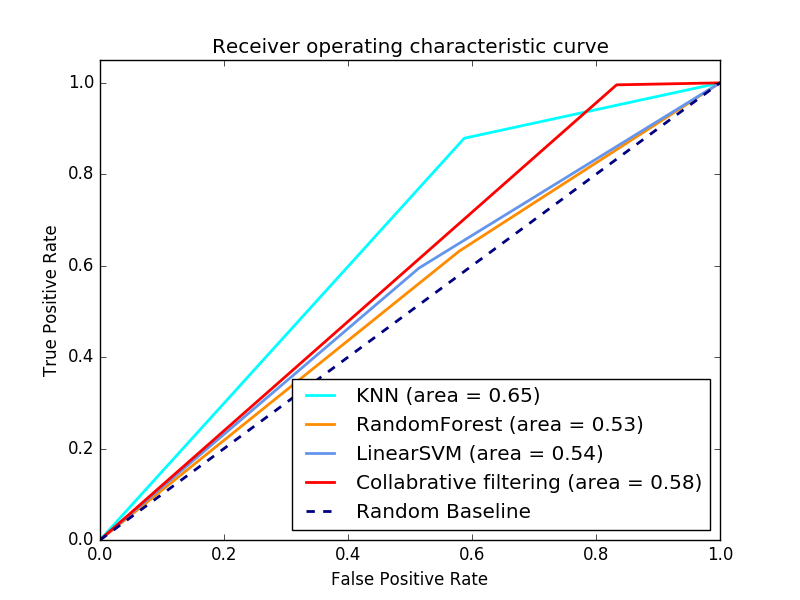 Receiver operating characteristic curve
True Positive Rate
1.0
0.8
0.6
0.4
0.2
0.0
KNN (area = 0.65)
RandomForest (area = 0.53)
LinearSVM (area = 0.54)
Collabrative filtering (area = 0.58)
Random Baseline
0.0 0.2 0.4 0.6 0.8 1.0
False Positive Rate